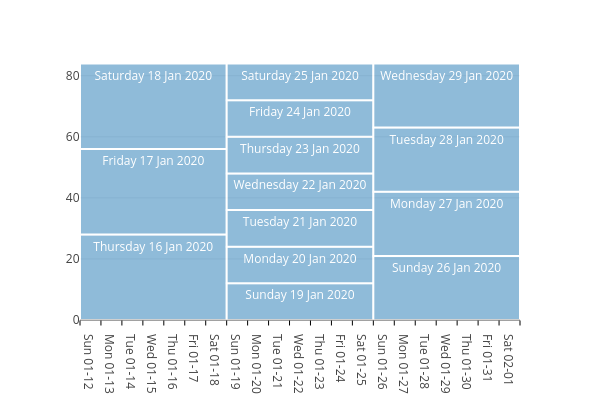 80
60
40
20
0
Saturday 18 Jan 2020
Friday 17 Jan 2020
Thursday 16 Jan 2020
Saturday 25 Jan 2020
Friday 24 Jan 2020
Thursday 23 Jan 2020
Wednesday 22 Jan 2020
Tuesday 21 Jan 2020
Monday 20 Jan 2020
Sunday 19 Jan 2020
Wednesday 29 Jan 2020
Tuesday 28 Jan 2020
Monday 27 Jan 2020
Sunday 26 Jan 2020
Sun 01-12
Mon 01-13
Tue 01-14
Wed 01-15
Thu 01-16
Fri 01-17
Sat 01-18
Sun 01-19
Mon 01-20
Tue 01-21
Wed 01-22
Thu 01-23
Fri 01-24
Sat 01-25
Sun 01-26
Mon 01-27
Tue 01-28
Wed 01-29
Thu 01-30
Fri 01-31
Sat 02-01